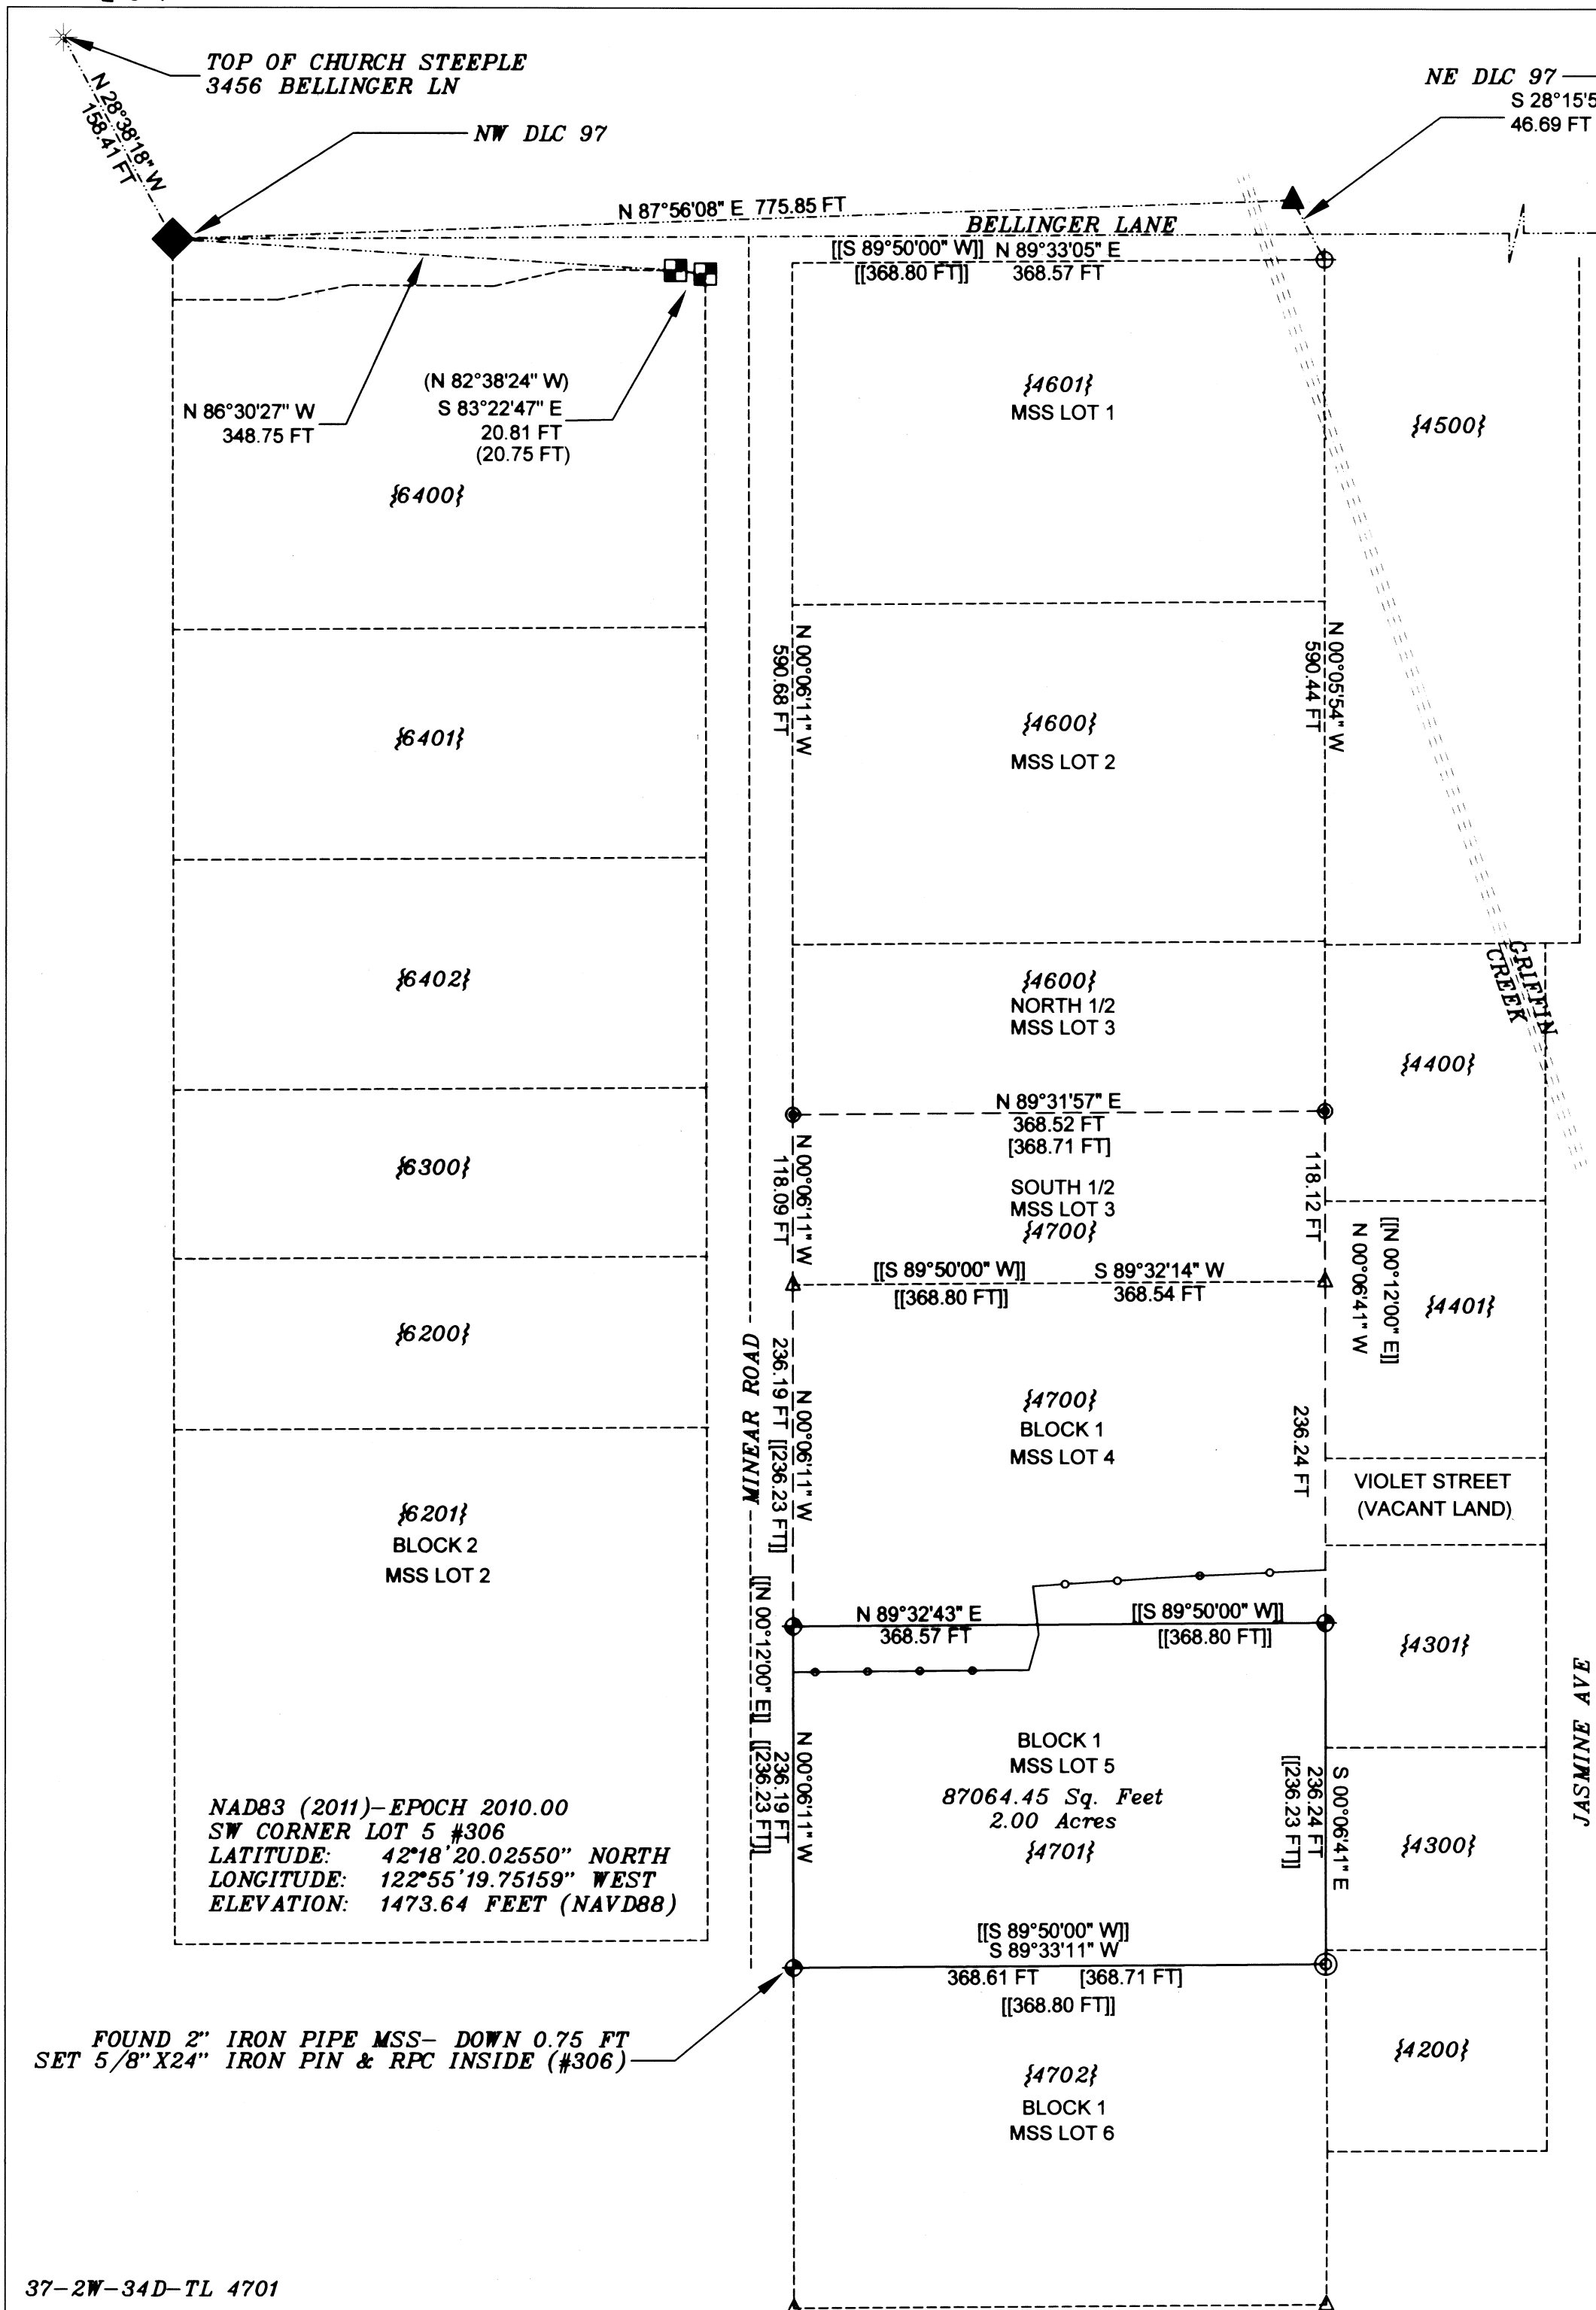 TOP OF CHURCH STEEPLE
3456 BELLINGER LN
N 28°38'18" W
158.41 FT
NW DLC 97
NE DLC 97
S 28°15'5
46.69 FT
N 87°56'08" E 775.85 FT
BELLINGER LANE
[[S 89°50'00" W]] N 89°33'05" E
[[368.80 FT]] 368.57 FT
N 86°30'27" W
348.75 FT
(N 82°38'24" W)
S 83°22'47" E
20.81 FT
(20.75 FT)
{6400}
{4601}
MSS LOT 1
{4500}
N 00°06'11" W
590.68 FT
N 00°05'54" W
590.44 FT
{6401}
{4600}
MSS LOT 2
{6402}
{4600}
NORTH 1/2
MSS LOT 3
GRIFFIN
CREEK
{4400}
N 89°31'57" E
368.52 FT
[368.71 FT]
N 00°06'11" W
118.09 FT
118.12 FT
{6300}
SOUTH 1/2
MSS LOT 3
{4700}
[[S 89°50'00" W]] S 89°32'14" W
[[368.80 FT]] 368.54 FT
[[N 00°12'00" E]]
N 00°06'41" W
{4401}
{6200}
MINEAR ROAD
N 00°06'11" W
236.19 FT [[236.23 FT]]
{4700}
BLOCK 1
MSS LOT 4
236.24 FT
VIOLET STREET
(VACANT LAND)
{6201}
BLOCK 2
MSS LOT 2
[[N 00°12'00" E]] [[236.23 FT]]
N 89°32'43" E [[S 89°50'00" W]]
368.57 FT [[368.80 FT]]
{4301}
JASMINE AVE
N 00°06'11" W
236.19 FT
BLOCK 1
MSS LOT 5
87064.45 Sq. Feet
2.00 Acres
{4701}
S 00°06'41" E
236.24 FT
[[236.23 FT]]
{4300}
NAD83 (2011)-EPOCH 2010.00
SW CORNER LOT 5 #306
LATITUDE: 42°18'20.02550" NORTH
LONGITUDE: 122°55'19.75159" WEST
ELEVATION: 1473.64 FEET (NAVD88)
[[S 89°50'00" W]]
S 89°33'11" W
368.61 FT [368.71 FT]
[[368.80 FT]]
FOUND 2" IRON PIPE MSS- DOWN 0.75 FT
SET 5/8"X24" IRON PIN & RPC INSIDE (#306)
{4200}
{4702}
BLOCK 1
MSS LOT 6
37-2W-34D-TL 4701